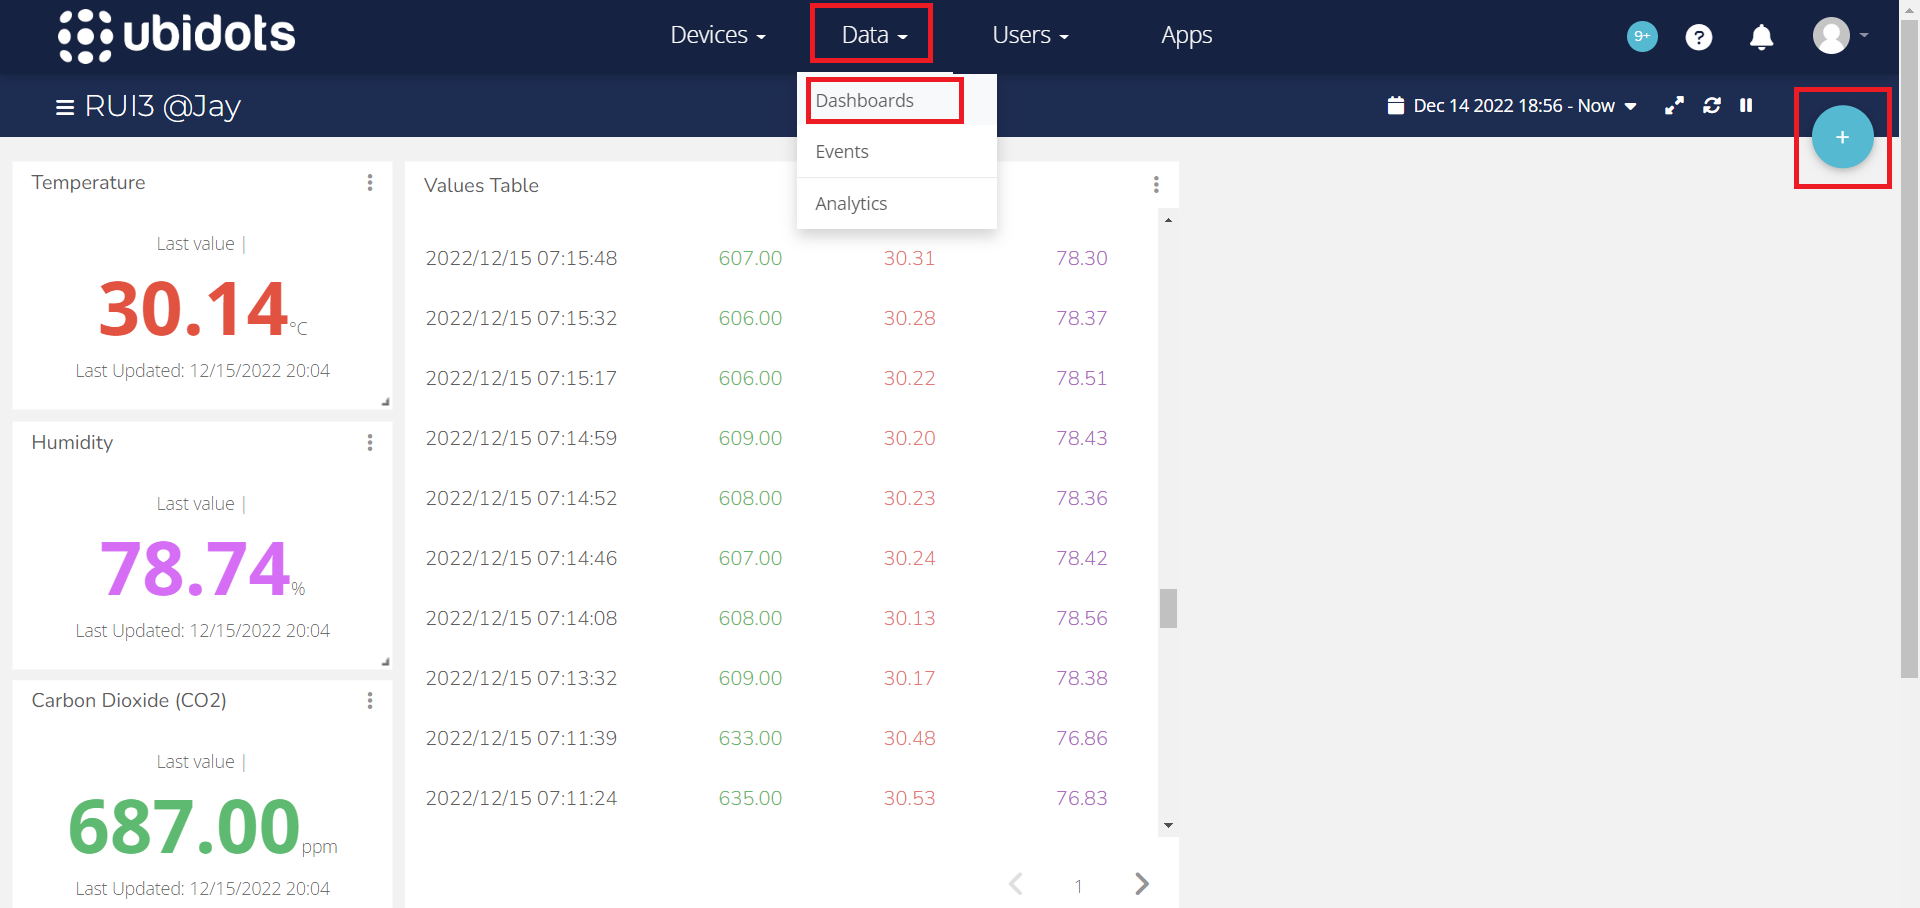 ubidots
Devices
Data
Users
Apps
9+
?
RUI3 @Jay
Dec 14 2022 18:56 - Now
+
Dashboards
Events
Analytics
Temperature
Last value |
30.14 °C
Last Updated: 12/15/2022 20:04
Humidity
Last value |
78.74 %
Last Updated: 12/15/2022 20:04
Carbon Dioxide (CO2)
Last value |
687.00 ppm
Last Updated: 12/15/2022 20:04
Values Table
2022/12/15 07:15:48 607.00 30.31 78.30
2022/12/15 07:15:32 606.00 30.28 78.37
2022/12/15 07:15:17 606.00 30.22 78.51
2022/12/15 07:14:59 609.00 30.20 78.43
2022/12/15 07:14:52 608.00 30.23 78.36
2022/12/15 07:14:46 607.00 30.24 78.42
2022/12/15 07:14:08 608.00 30.13 78.56
2022/12/15 07:13:32 609.00 30.17 78.38
2022/12/15 07:11:39 633.00 30.48 76.86
2022/12/15 07:11:24 635.00 30.53 76.83
1